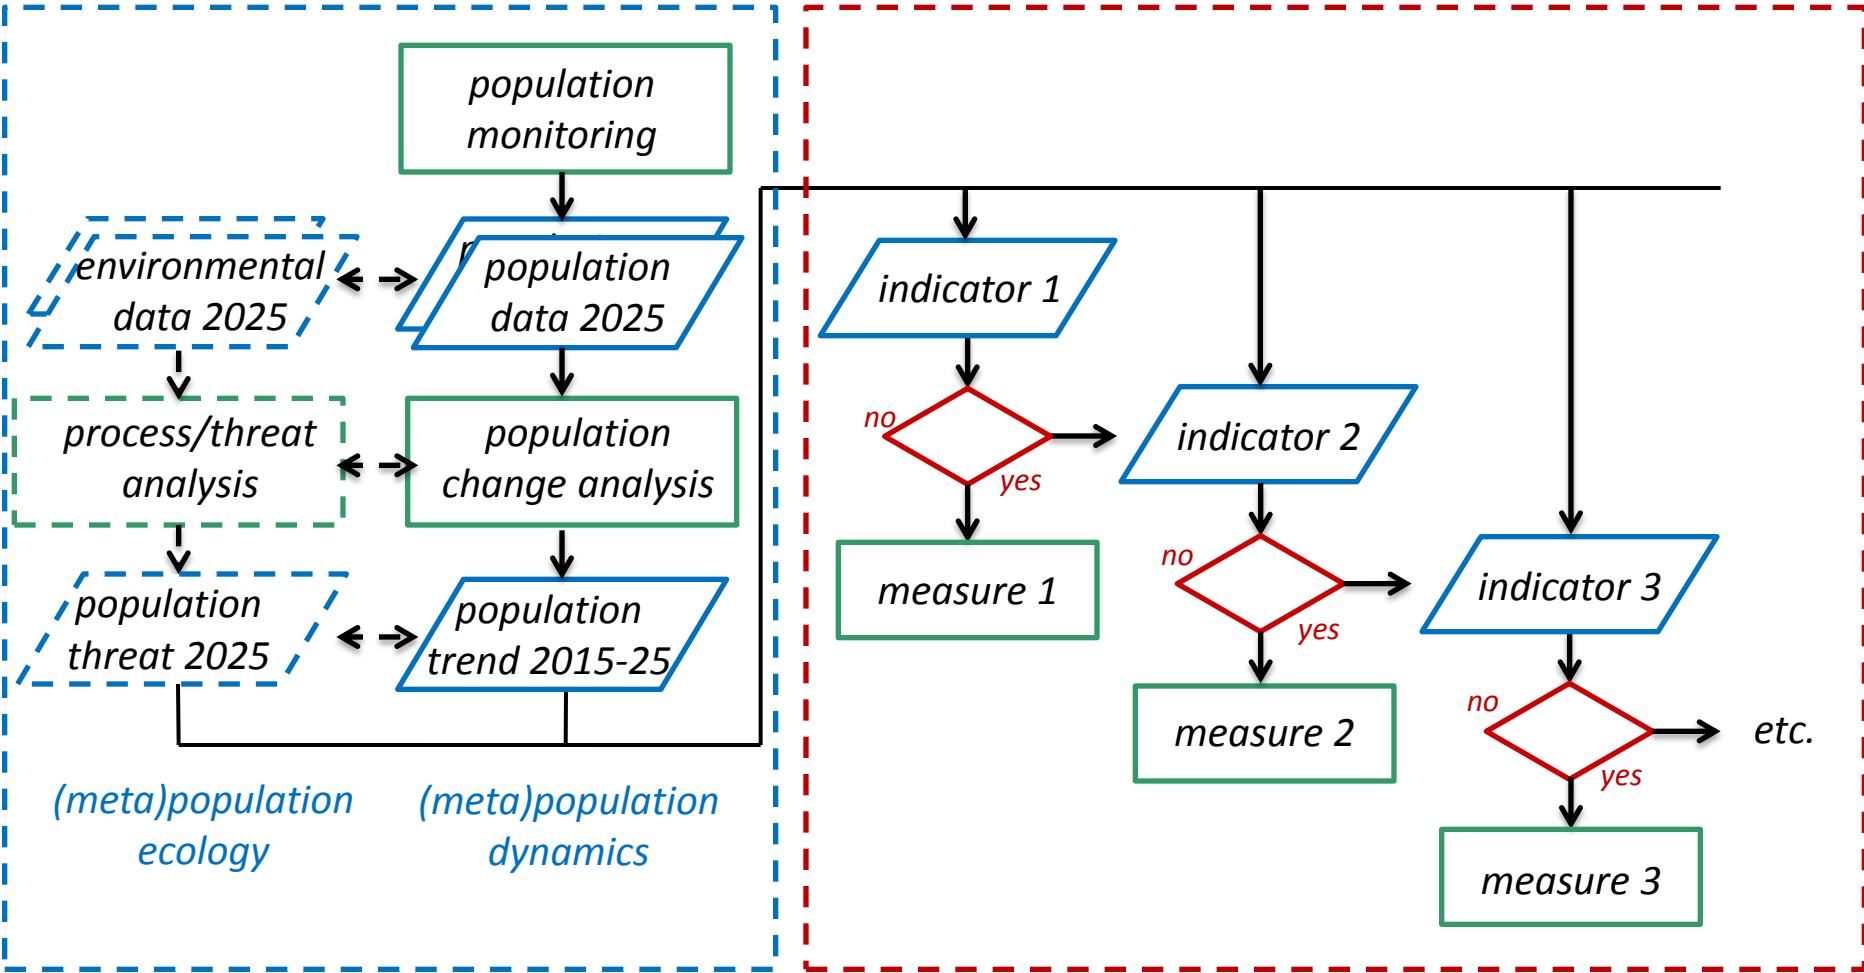 population
monitoring
environmental
data 2025
population
data 2025
process/threat
analysis
population
change analysis
population
threat 2025
population
trend 2015-25
(meta)population
ecology
(meta)population
dynamics
indicator 1
no
yes
measure 1
indicator 2
no
yes
measure 2
indicator 3
no
yes
etc.
measure 3